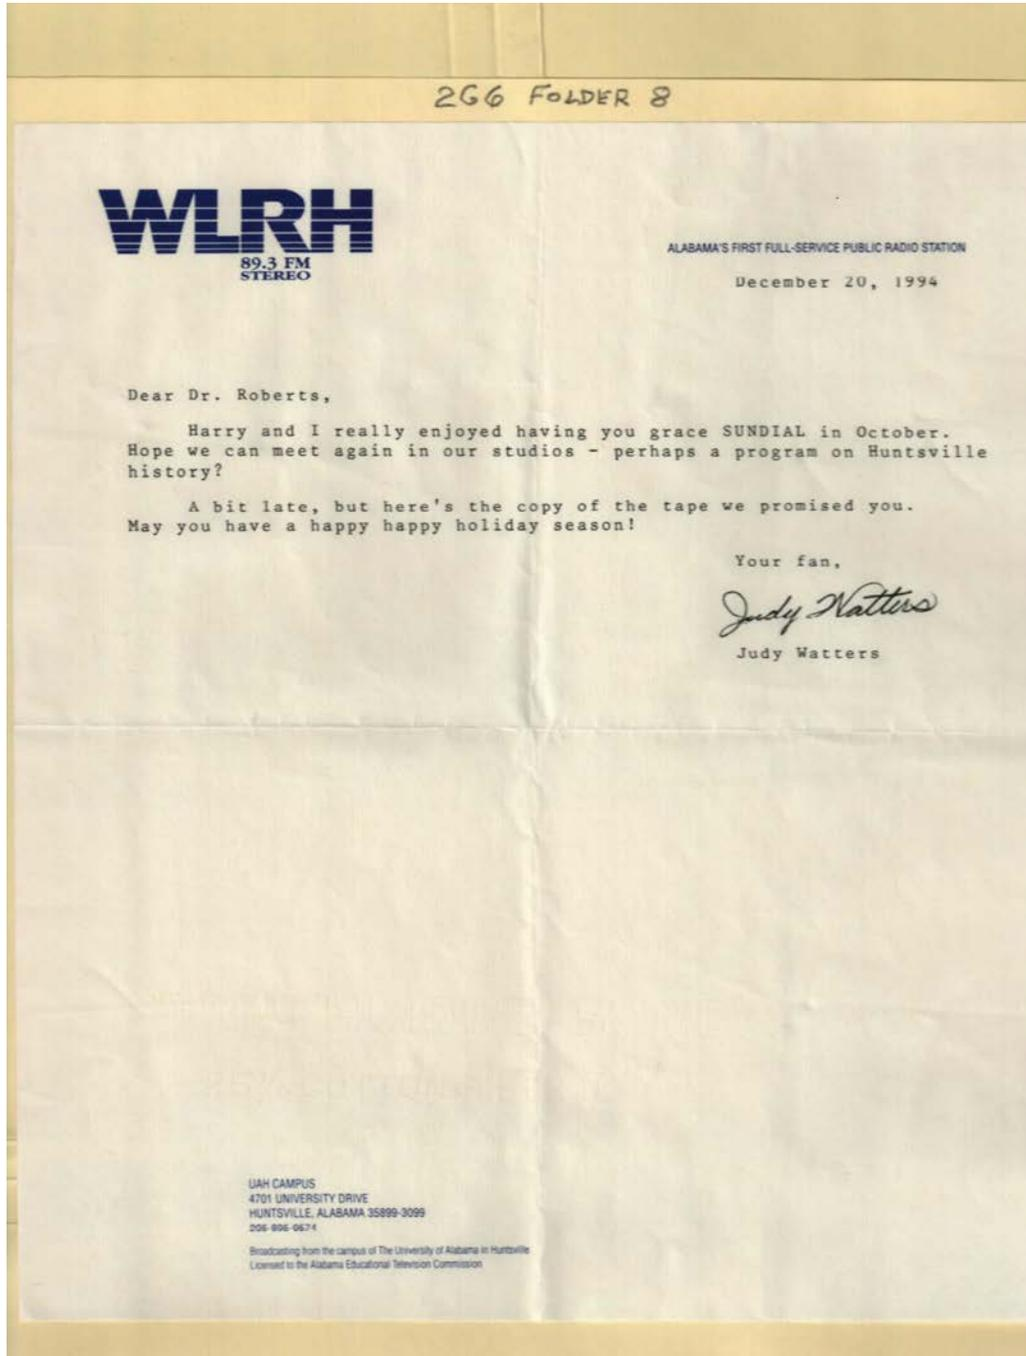 2G6 FOLDER 8
WLRH
89.3 FM
STEREO
ALABAMA'S FIRST FULL-SERVICE PUBLIC RADIO STATION
December 20, 1994
Dear Dr. Roberts,
Harry and I really enjoyed having you grace SUNDIAL in October.
Hope we can meet again in our studios - perhaps a program on Huntsville
history?
A bit late, but here's the copy of the tape we promised you.
May you have a happy happy holiday season!
Your fan,
Judy Watters
Judy Watters
UAH CAMPUS
4701 UNIVERSITY DRIVE
HUNTSVILLE, ALABAMA 35899-3099
Broadcasting from the campus of The University of Alabama in Huntsville
Licensed to the Alabama Educational Television Commission